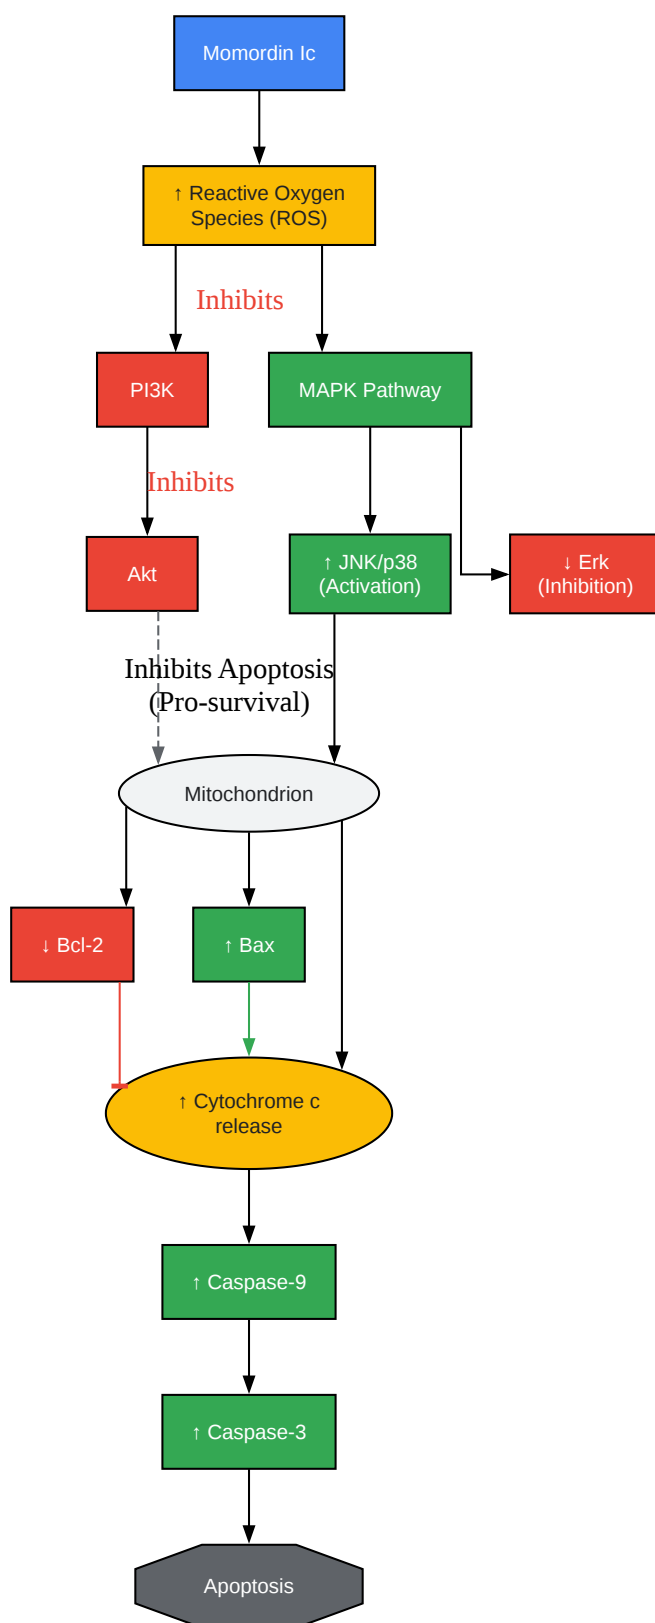 Momordin Ic
↑ Reactive Oxygen
Species (ROS)
Inhibits
PI3K
MAPK Pathway
Inhibits
Akt
↑ JNK/p38
(Activation)
↓ Erk
(Inhibition)
Inhibits Apoptosis
(Pro-survival)
Mitochondrion
↓ Bcl-2
↑ Bax
↑ Cytochrome c
release
↑ Caspase-9
↑ Caspase-3
Apoptosis